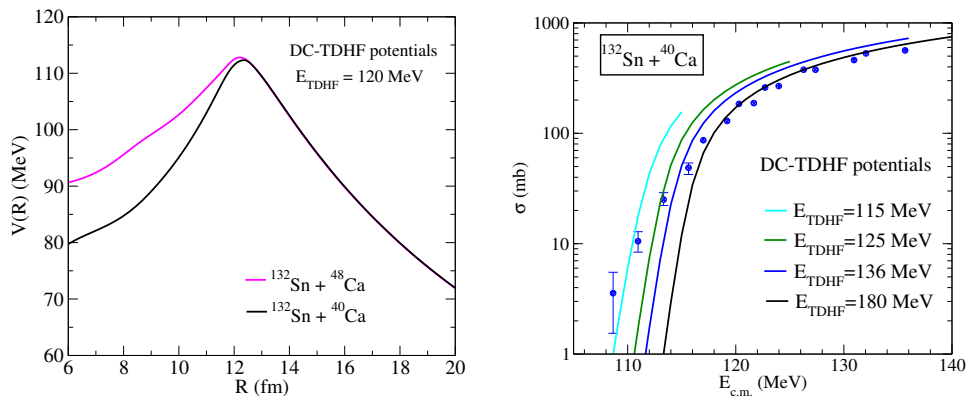 120
110
100
90
80
70
60
V(R) (MeV)
DC-TDHF potentials
E_TDHF = 120 MeV
¹³²Sn + ⁴⁸Ca
¹³²Sn + ⁴⁰Ca
6 8 10 12 14 16 18 20
R (fm)
1000
100
10
1
σ (mb)
¹³²Sn + ⁴⁰Ca
DC-TDHF potentials
E_TDHF=115 MeV
E_TDHF=125 MeV
E_TDHF=136 MeV
E_TDHF=180 MeV
110 120 130 140
E_c.m. (MeV)